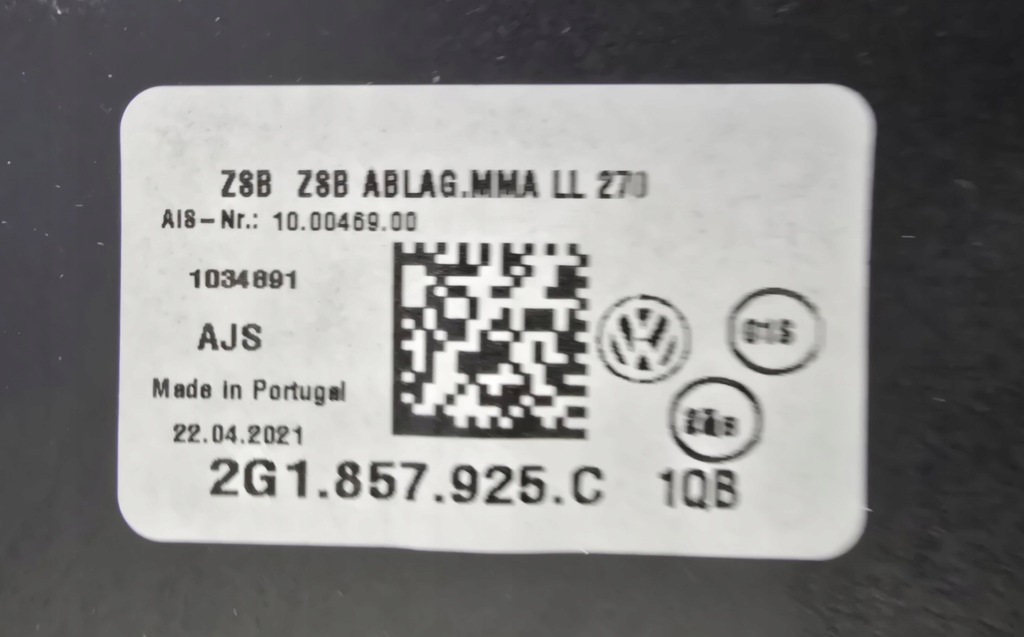 ZSB ZSB ABLAG.MMA LL 270
AIS-Nr.: 10.00469.00
1034891
AJS
Made in Portugal
22.04.2021
2G1.857.925.C 1QB